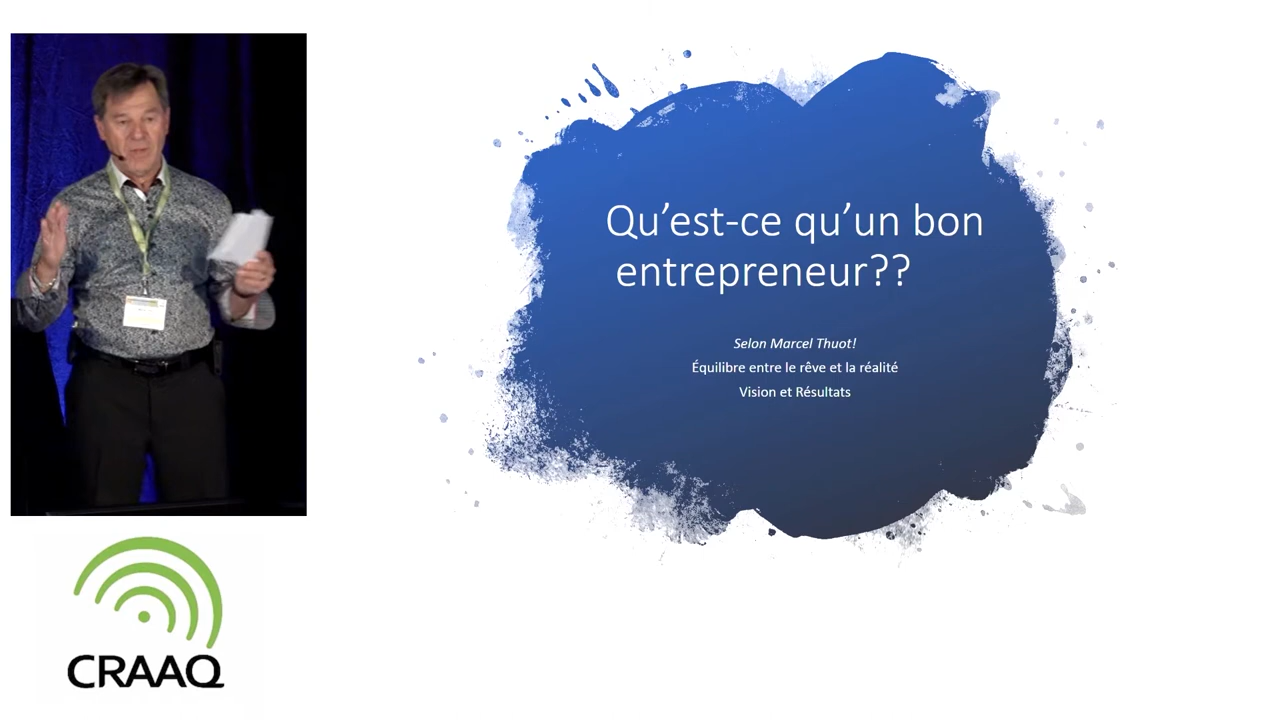 Qu’est-ce qu’un bon
entrepreneur??
Selon Marcel Thuot!
Équilibre entre le rêve et la réalité
Vision et Résultats
CRAAQ